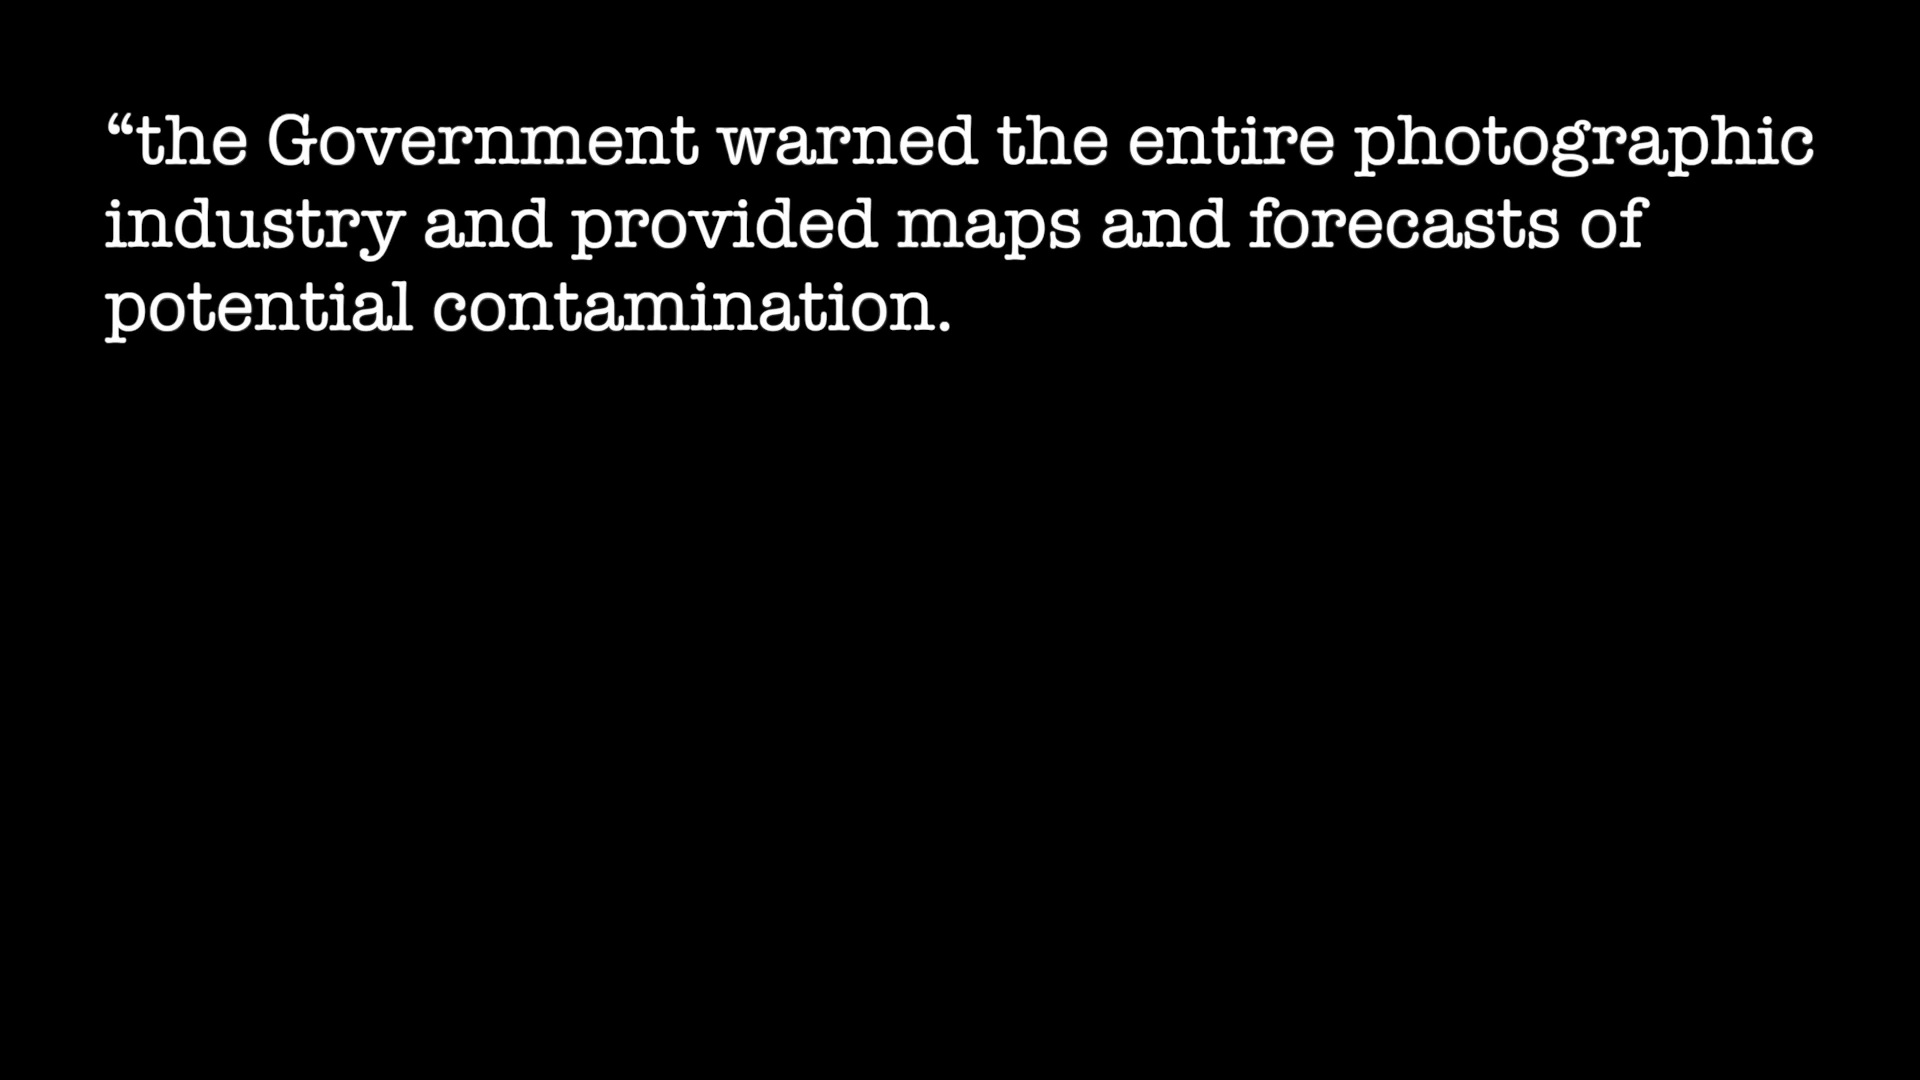 “the Government warned the entire photographic
industry and provided maps and forecasts of
potential contamination.